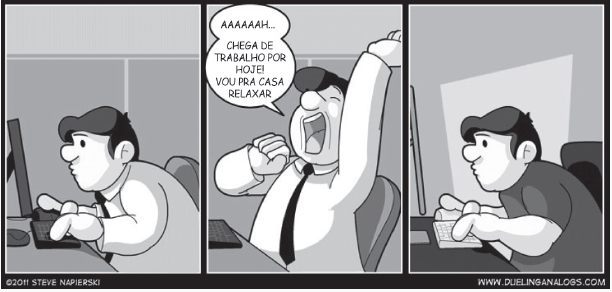 AAAAAAH...
CHEGA DE
TRABALHO POR
HOJE!
VOU PRA CASA
RELAXAR
©2011 STEVE NAPIERSKI
WWW.DUELINGANALOGS.COM